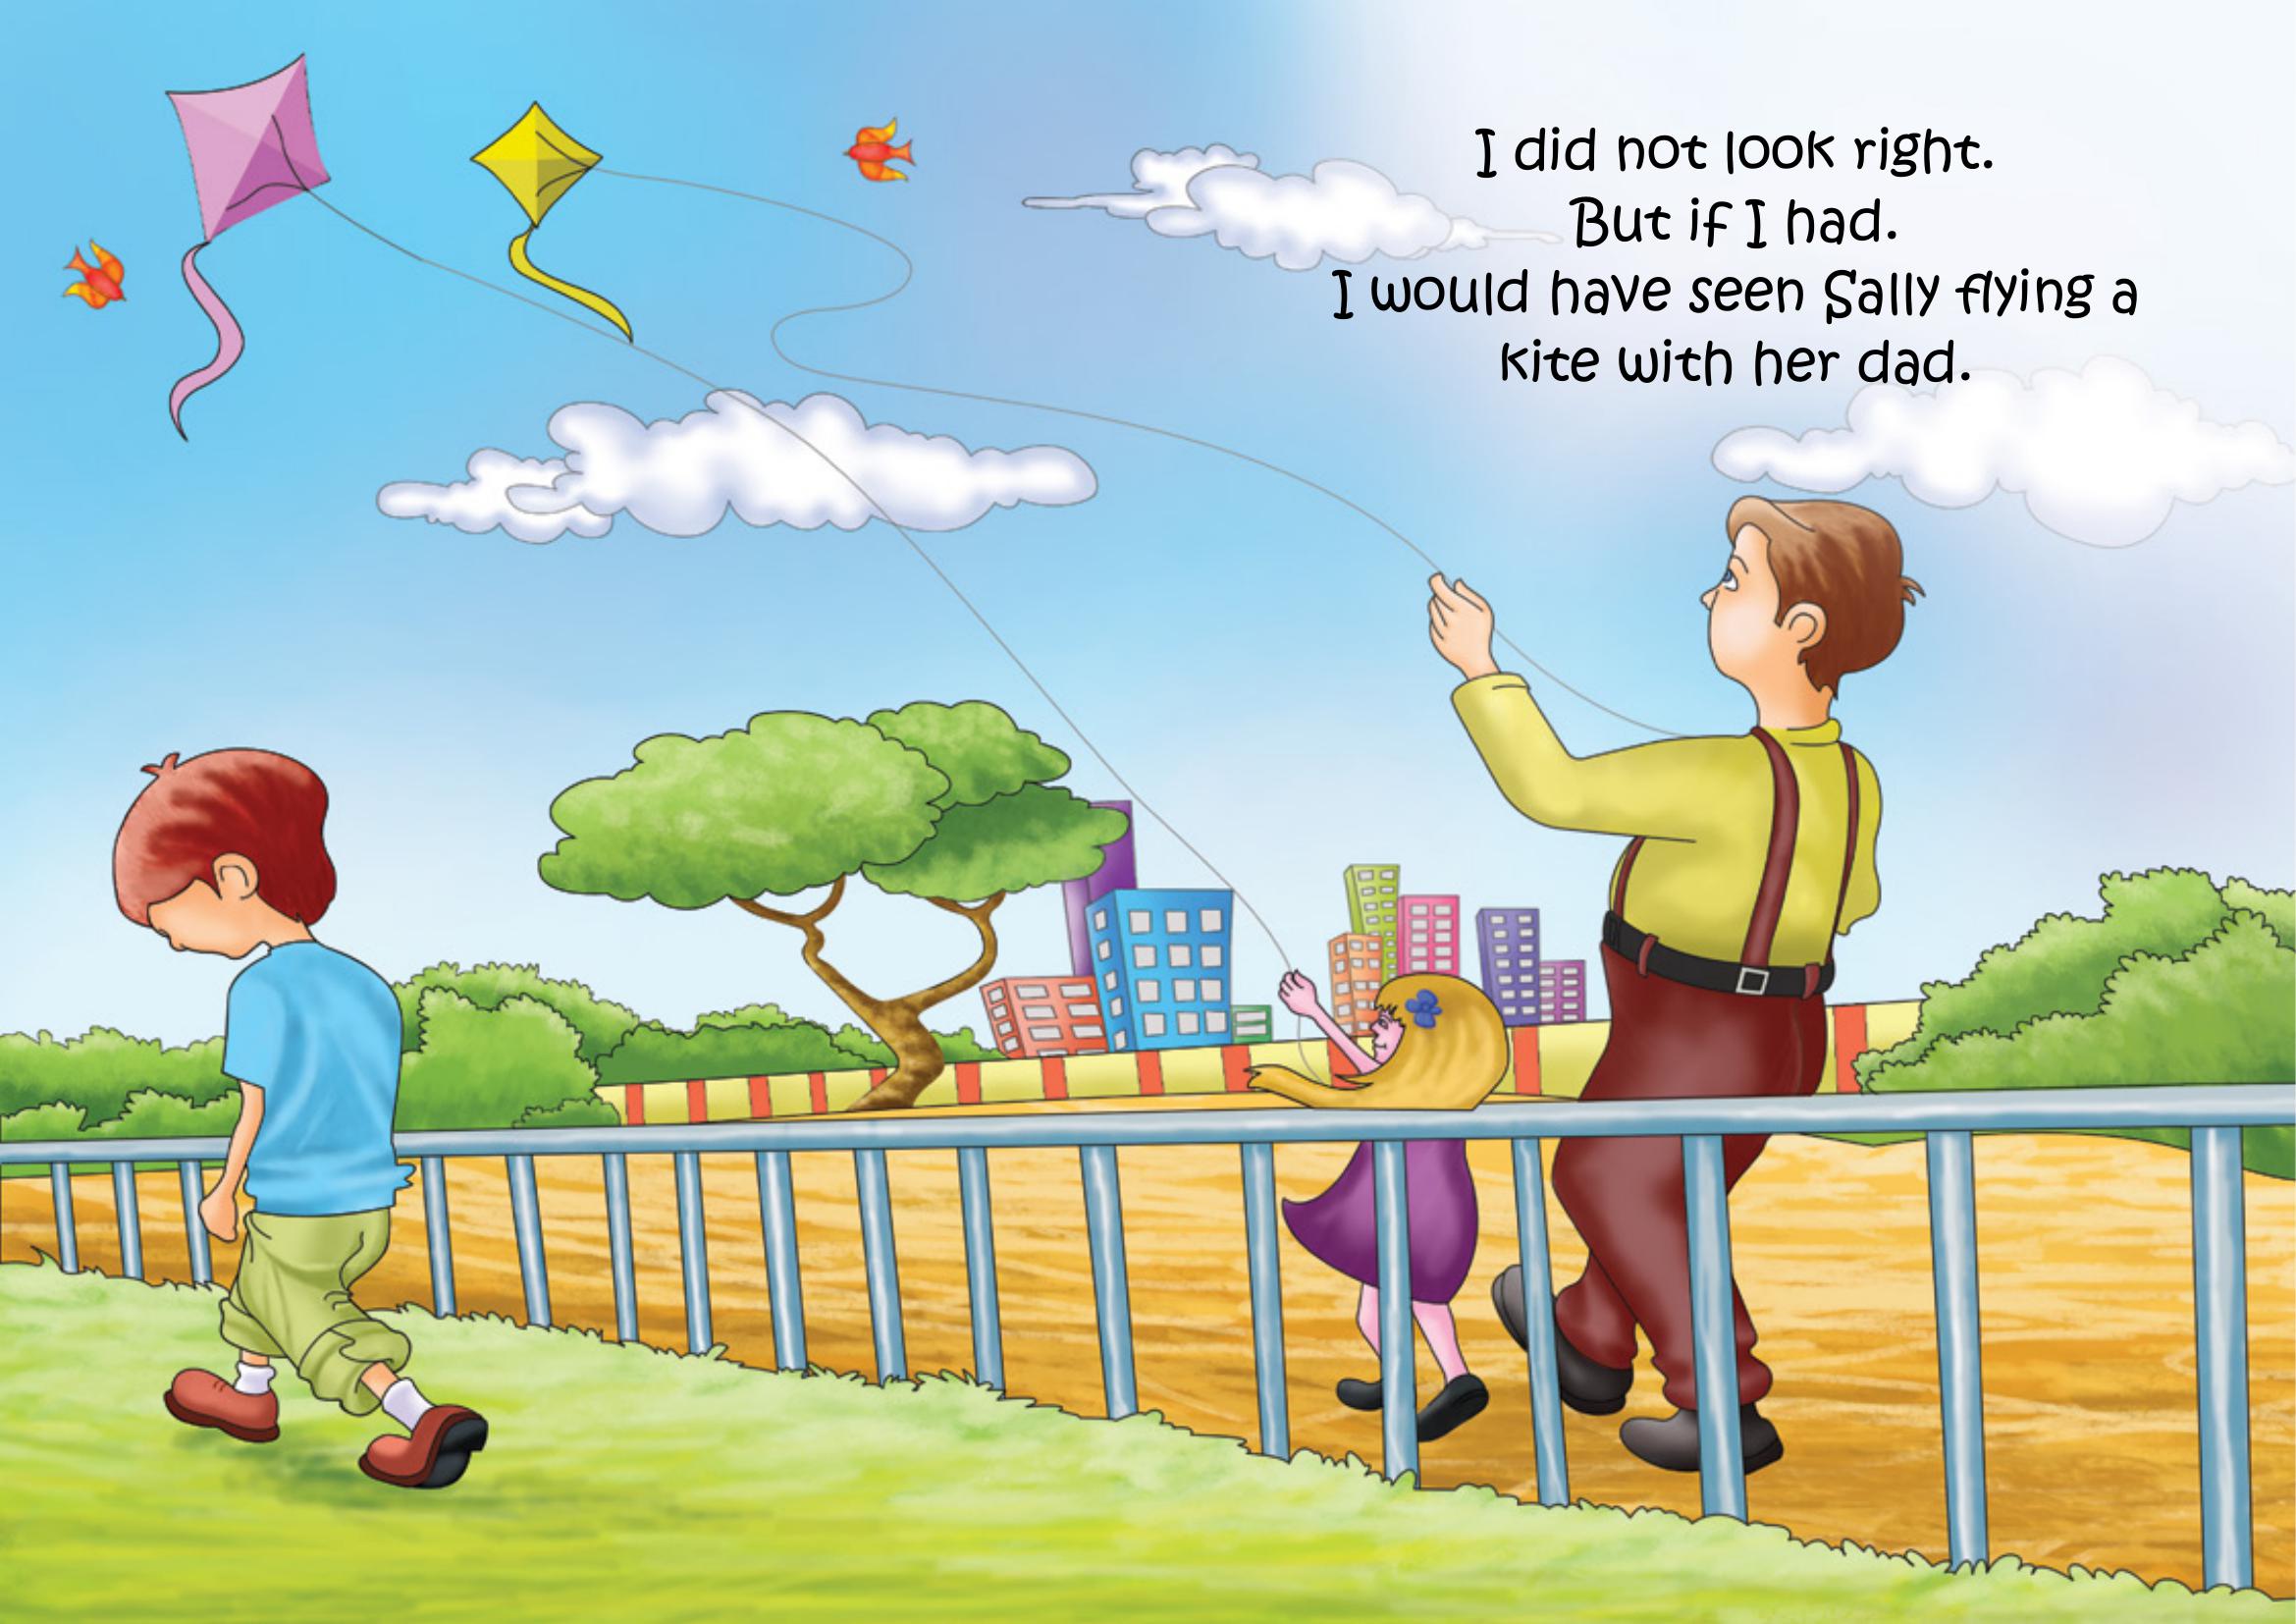 I did not look right.
But if I had.
I would have seen Sally flying a
kite with her dad.